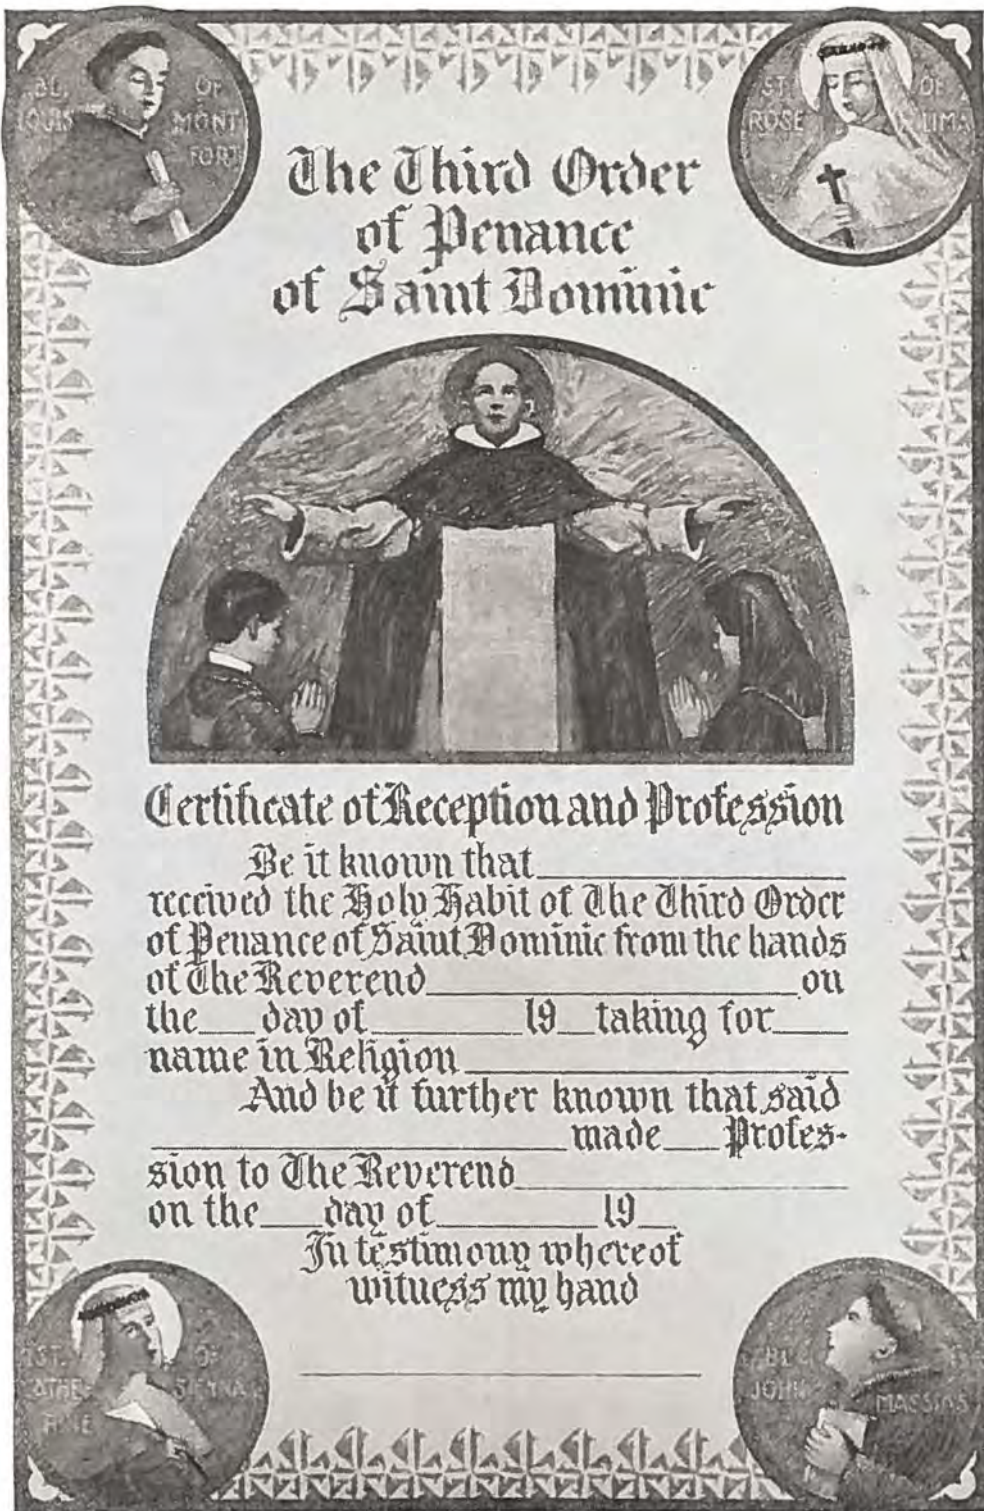 BL. OF
LOUIS MONT
FORT
ST. OF
ROSE LIMA
The Third Order
of Penance
of Saint Dominic
Certificate of Reception and Profession
Be it known that
received the Holy Habit of The Third Order
of Penance of Saint Dominic from the hands
of The Reverend on
the day of 19 taking for
name in Religion
And be it further known that said
made Profes-
sion to The Reverend
on the day of 19
In testimony whereof
witness my hand
ST. OF
CATHE- SIENNA
RINE
BL.
JOHN MASSIAS